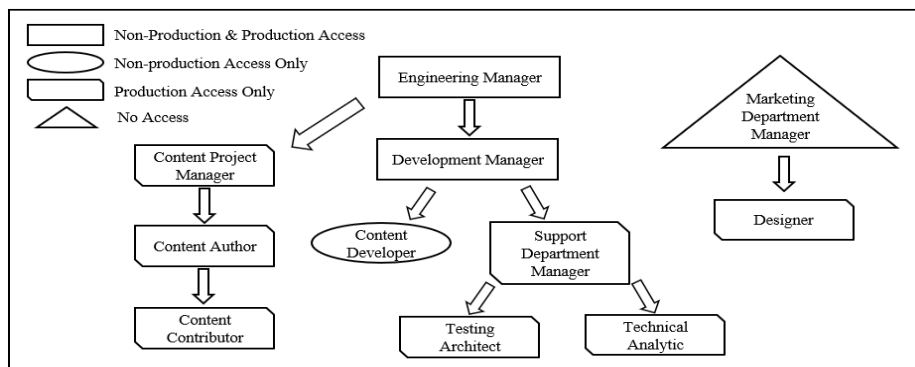 Non-Production & Production Access
Non-production Access Only
Production Access Only
No Access
Engineering Manager
Marketing
Department
Manager
Content Project
Manager
Development Manager
Content Author
Content
Developer
Support
Department
Manager
Designer
Content
Contributor
Testing
Architect
Technical
Analytic